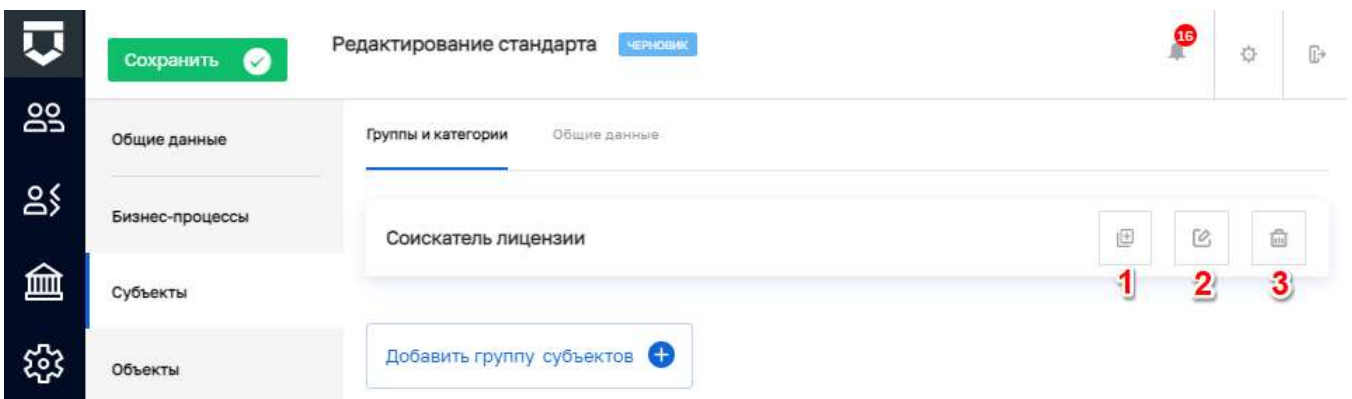 Сохранить
Редактирование стандарта
ЧЕРНОВИК
16
Общие данные
Группы и категории
Общие данные
Бизнес-процессы
Соискатель лицензии
1
2
3
Субъекты
Добавить группу субъектов
Объекты